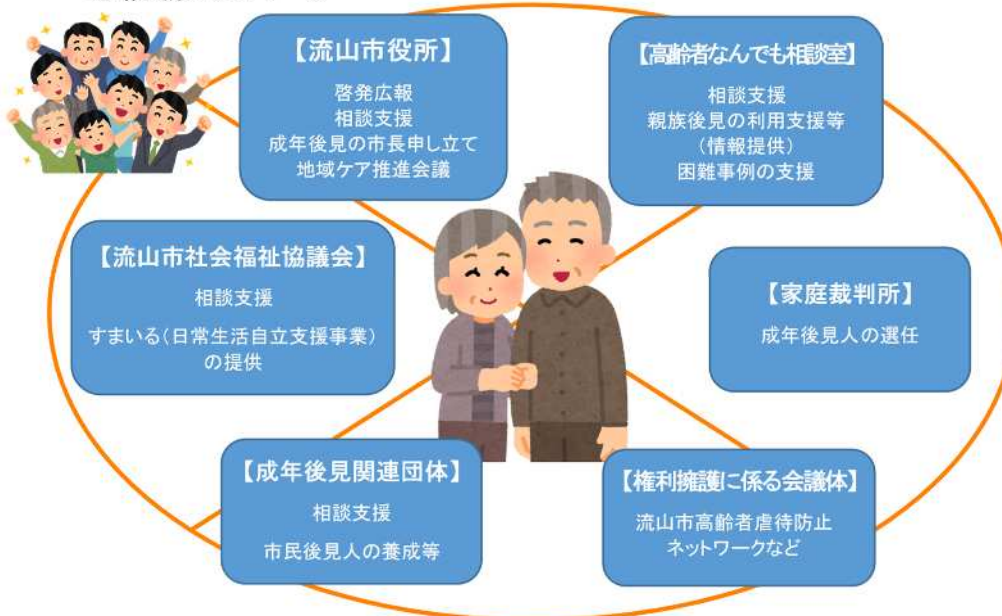 【流山市役所】
啓発広報
相談支援
成年後見の市長申し立て
地域ケア推進会議
【高齢者なんでも相談室】
相談支援
親族後見の利用支援等
(情報提供)
困難事例の支援
【流山市社会福祉協議会】
相談支援
すまいる(日常生活自立支援事業)
の提供
【家庭裁判所】
成年後見人の選任
【成年後見関連団体】
相談支援
市民後見人の養成等
【権利擁護に係る会議体】
流山市高齢者虐待防止
ネットワークなど